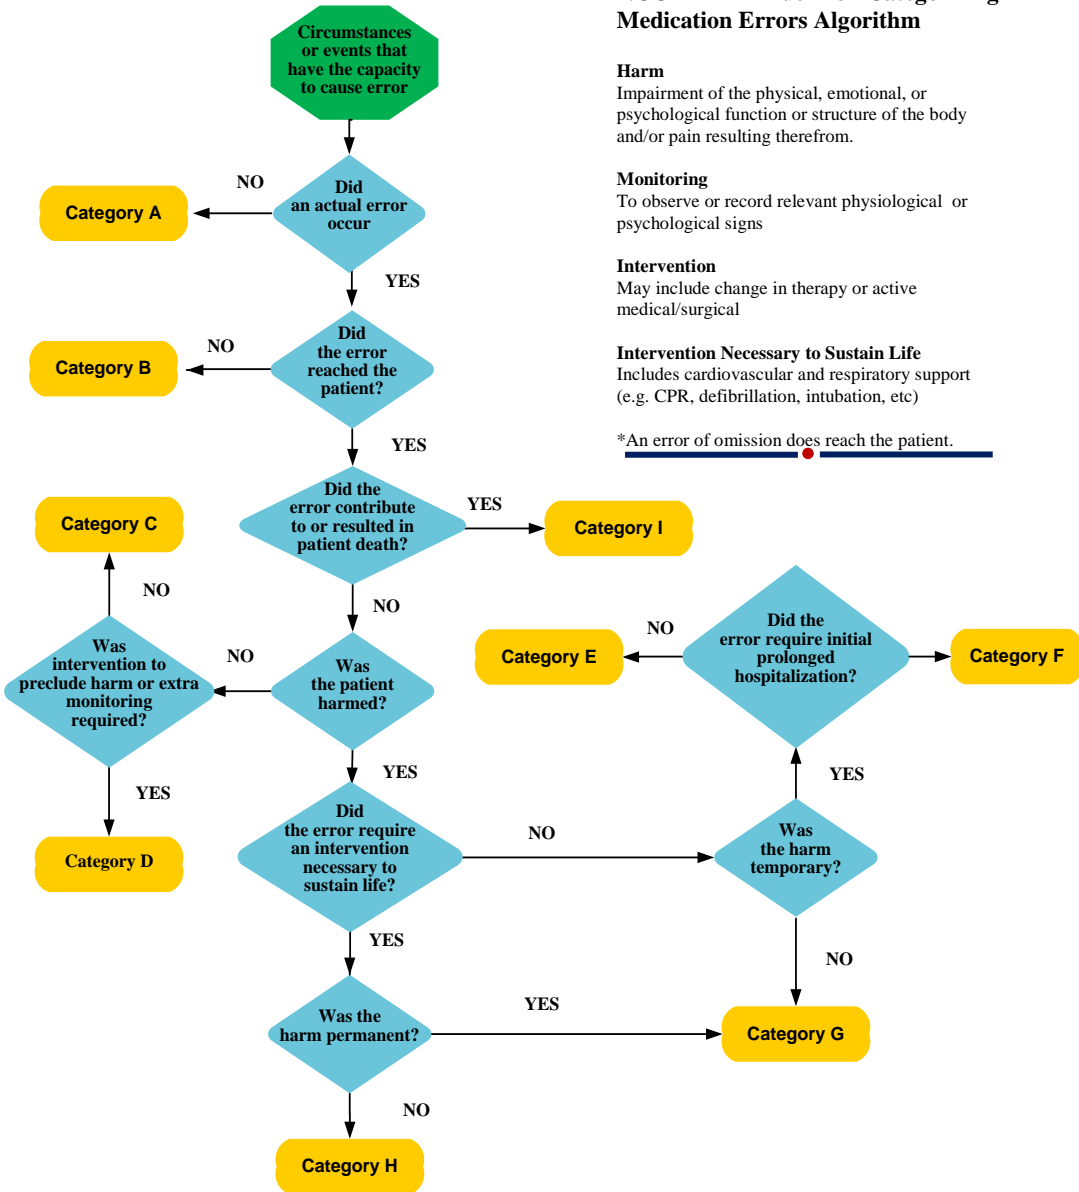 Medication Errors Algorithm
Circumstances
or events that
have the capacity
to cause error
Harm
Impairment of the physical, emotional, or
psychological function or structure of the body
and/or pain resulting therefrom.
Monitoring
To observe or record relevant physiological or
psychological signs
Intervention
May include change in therapy or active
medical/surgical
Intervention Necessary to Sustain Life
Includes cardiovascular and respiratory support
(e.g. CPR, defibrillation, intubation, etc)
*An error of omission does reach the patient.
Did
an actual error
occur
NO
Category A
YES
Did
the error
reached the
patient?
NO
Category B
YES
Did the
error contribute
to or resulted in
patient death?
YES
Category I
NO
Was
the patient
harmed?
NO
Was
intervention to
preclude harm or extra
monitoring
required?
NO
Category C
YES
Category D
YES
Did
the error require
an intervention
necessary to
sustain life?
NO
Was
the harm
temporary?
YES
Did the
error require initial
prolonged
hospitalization?
NO
Category E
Category F
NO
Category G
YES
Was the
harm permanent?
YES
NO
Category H